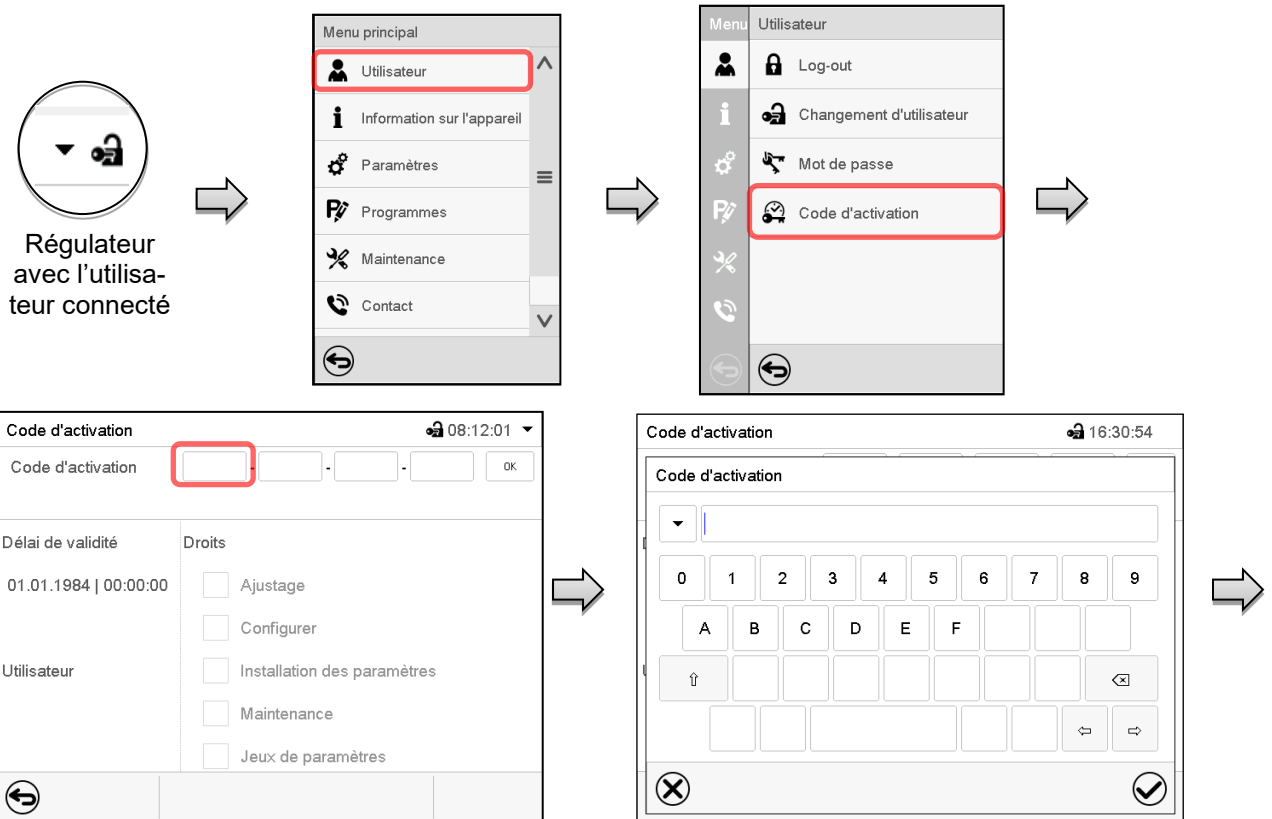 Régulateur
avec l’utilisa-
teur connecté
Menu principal
Utilisateur
Information sur l'appareil
Paramètres
Programmes
Maintenance
Contact
Menu
Utilisateur
Log-out
Changement d'utilisateur
Mot de passe
Code d'activation
Code d'activation 08:12:01
Code d'activation - - - OK
Délai de validité Droits
01.01.1984 | 00:00:00 Ajustage
Configurer
Utilisateur Installation des paramètres
Maintenance
Jeux de paramètres
Code d'activation 16:30:54
Code d'activation
0 1 2 3 4 5 6 7 8 9
A B C D E F